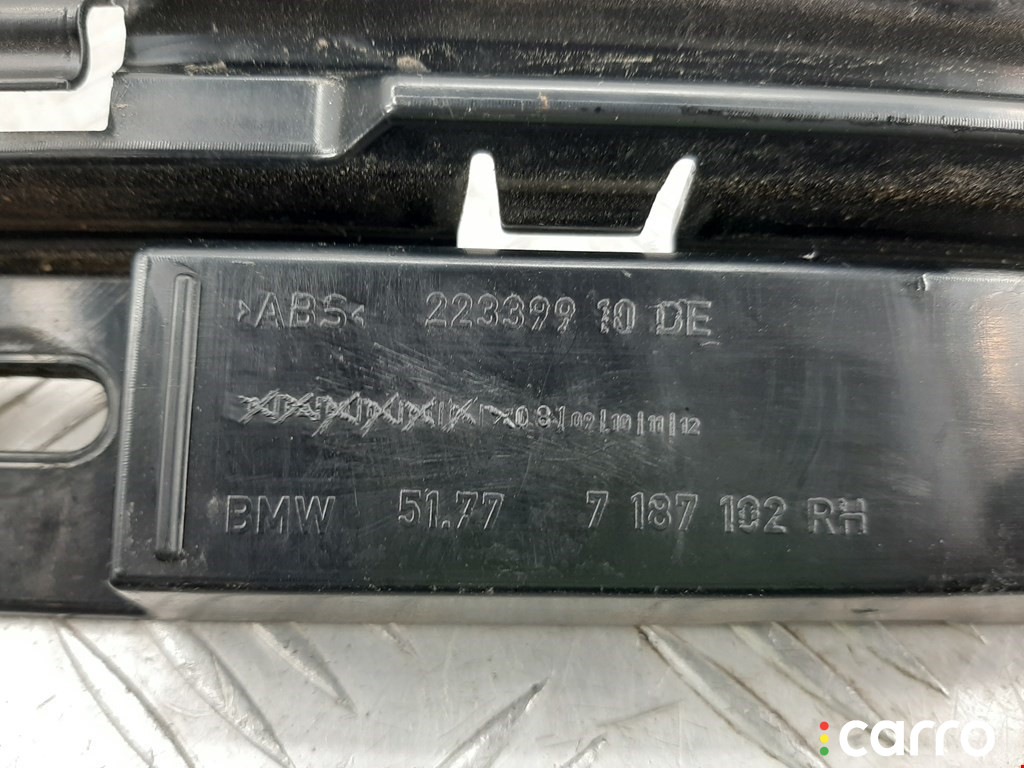 >ABS< 223399 10 DE
08|09|10|11|12
BMW 51.77 7 187 192 RH
carro